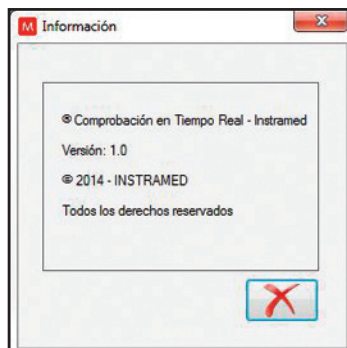 M Información
® Comprobación en Tiempo Real - Instramed
Versión: 1.0
© 2014 - INSTRAMED
Todos los derechos reservados